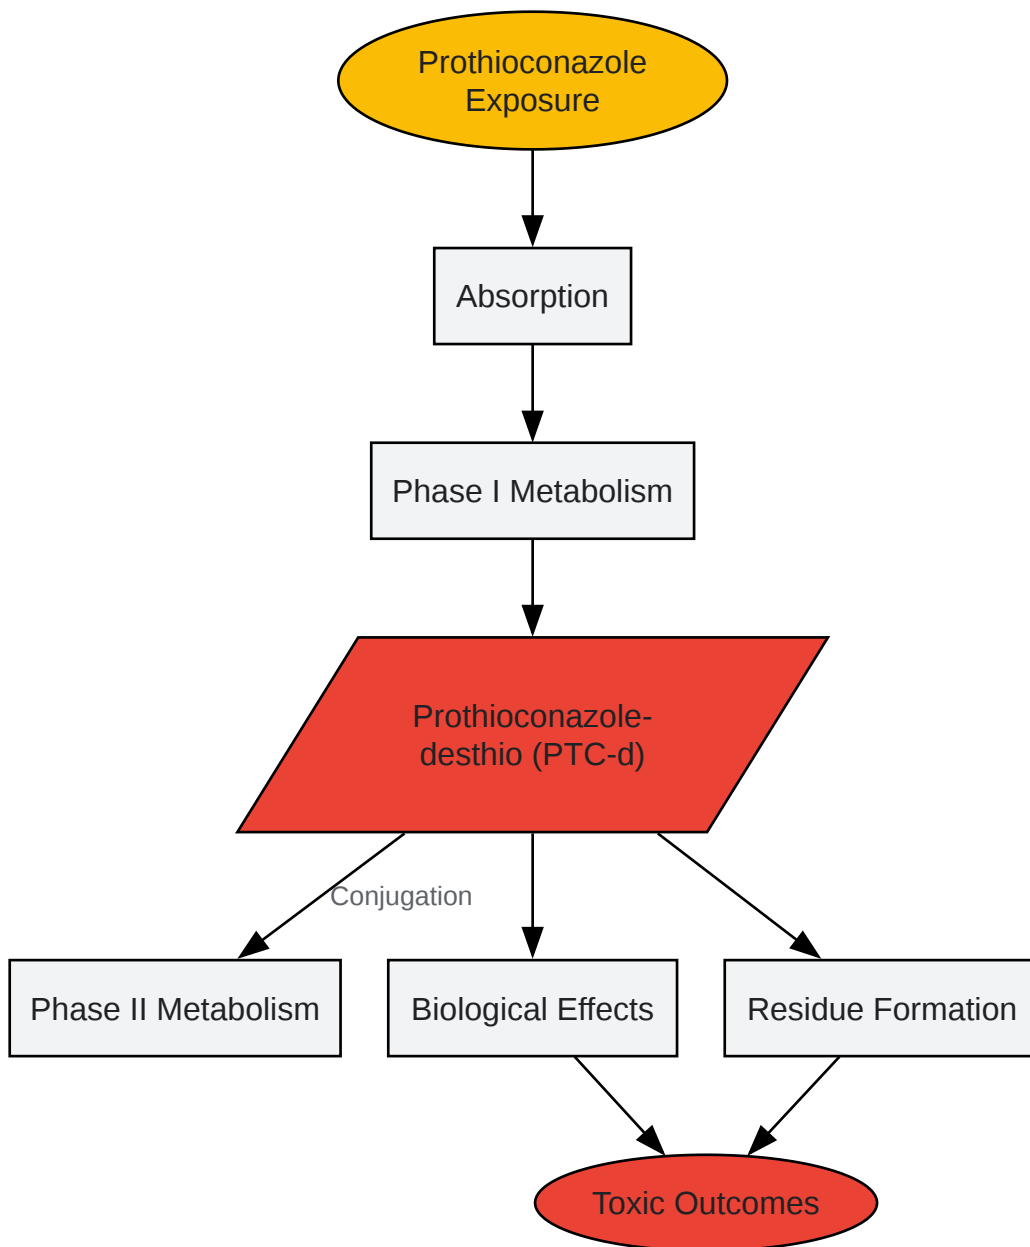 Prothioconazole
Exposure
Absorption
Phase I Metabolism
Prothioconazole-
desthio (PTC-d)
Conjugation
Phase II Metabolism
Biological Effects
Residue Formation
Toxic Outcomes